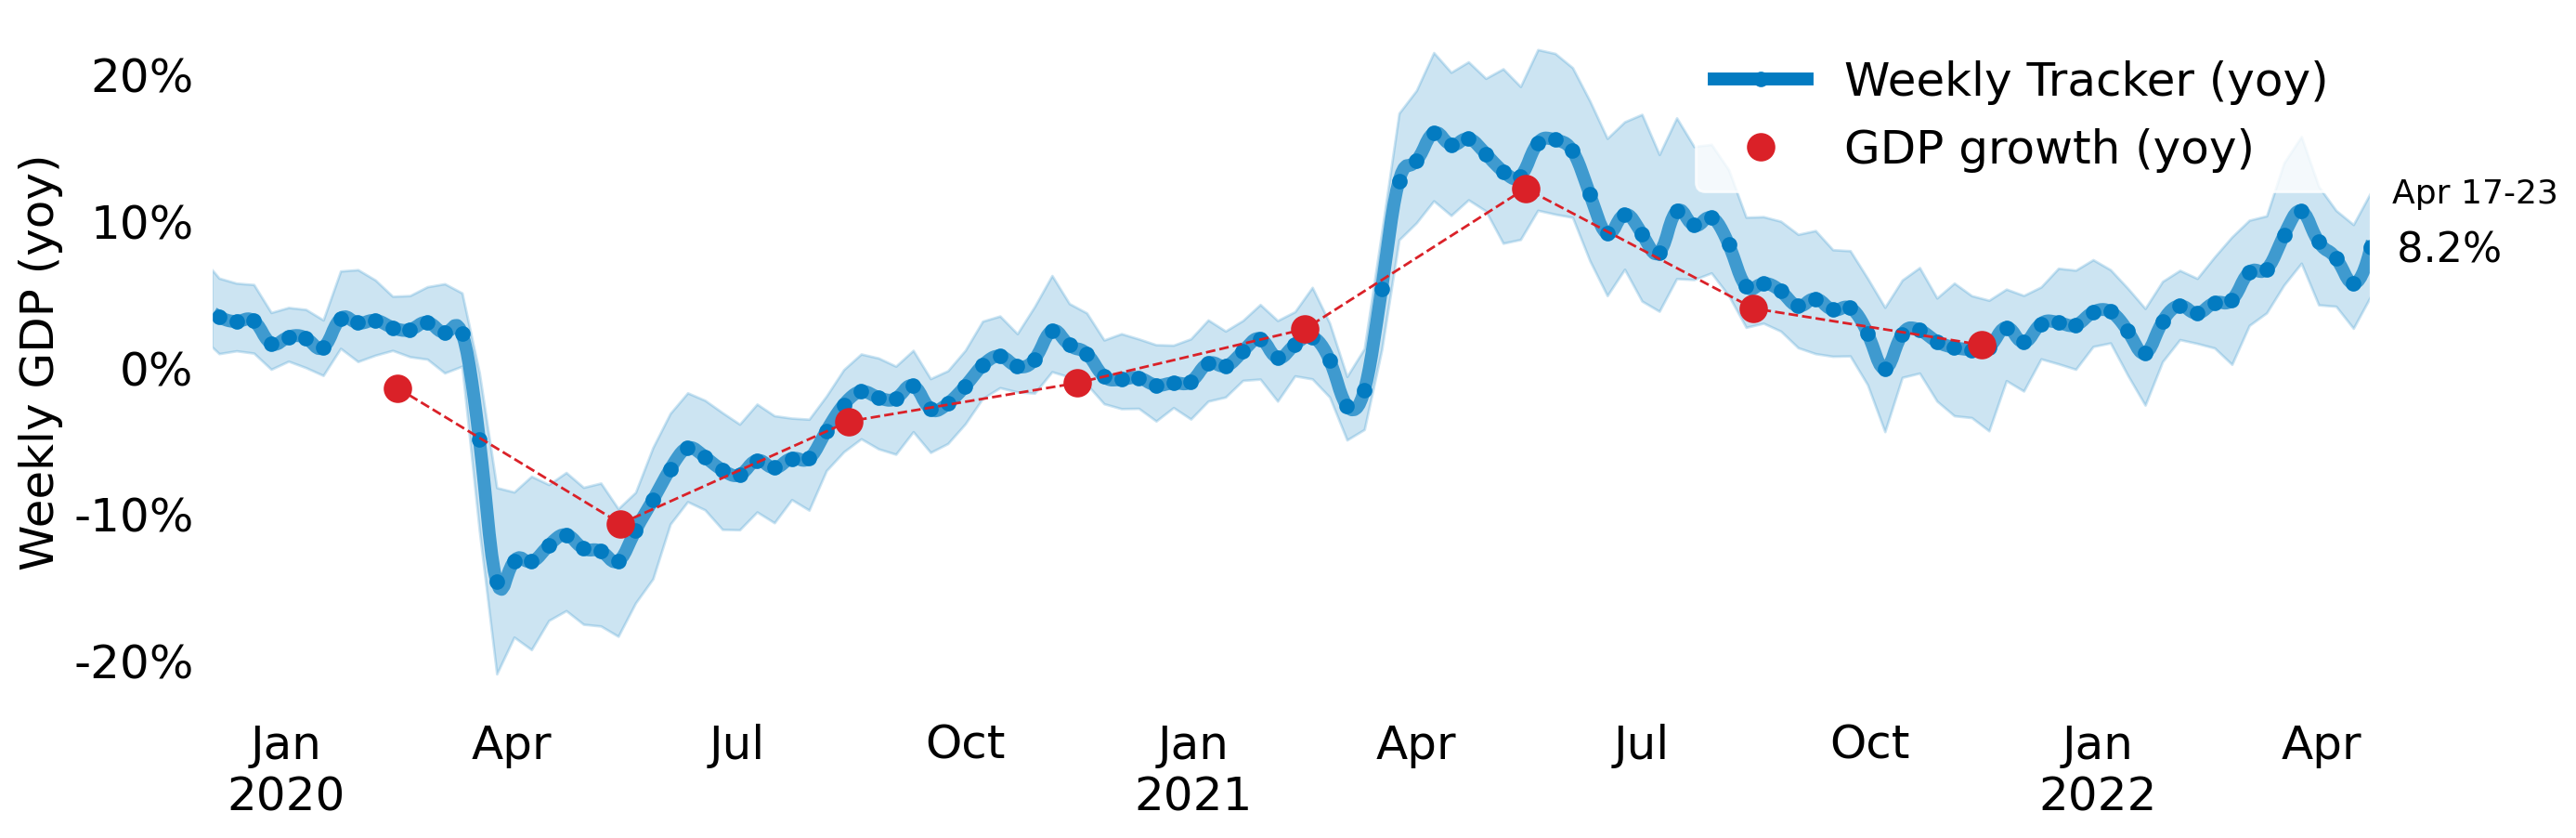 Weekly GDP (yoy)
20%
10%
0%
-10%
-20%
Weekly Tracker (yoy)
GDP growth (yoy)
Apr 17-23
8.2%
Jan Apr Jul Oct Jan Apr Jul Oct Jan Apr
2020 2021 2022